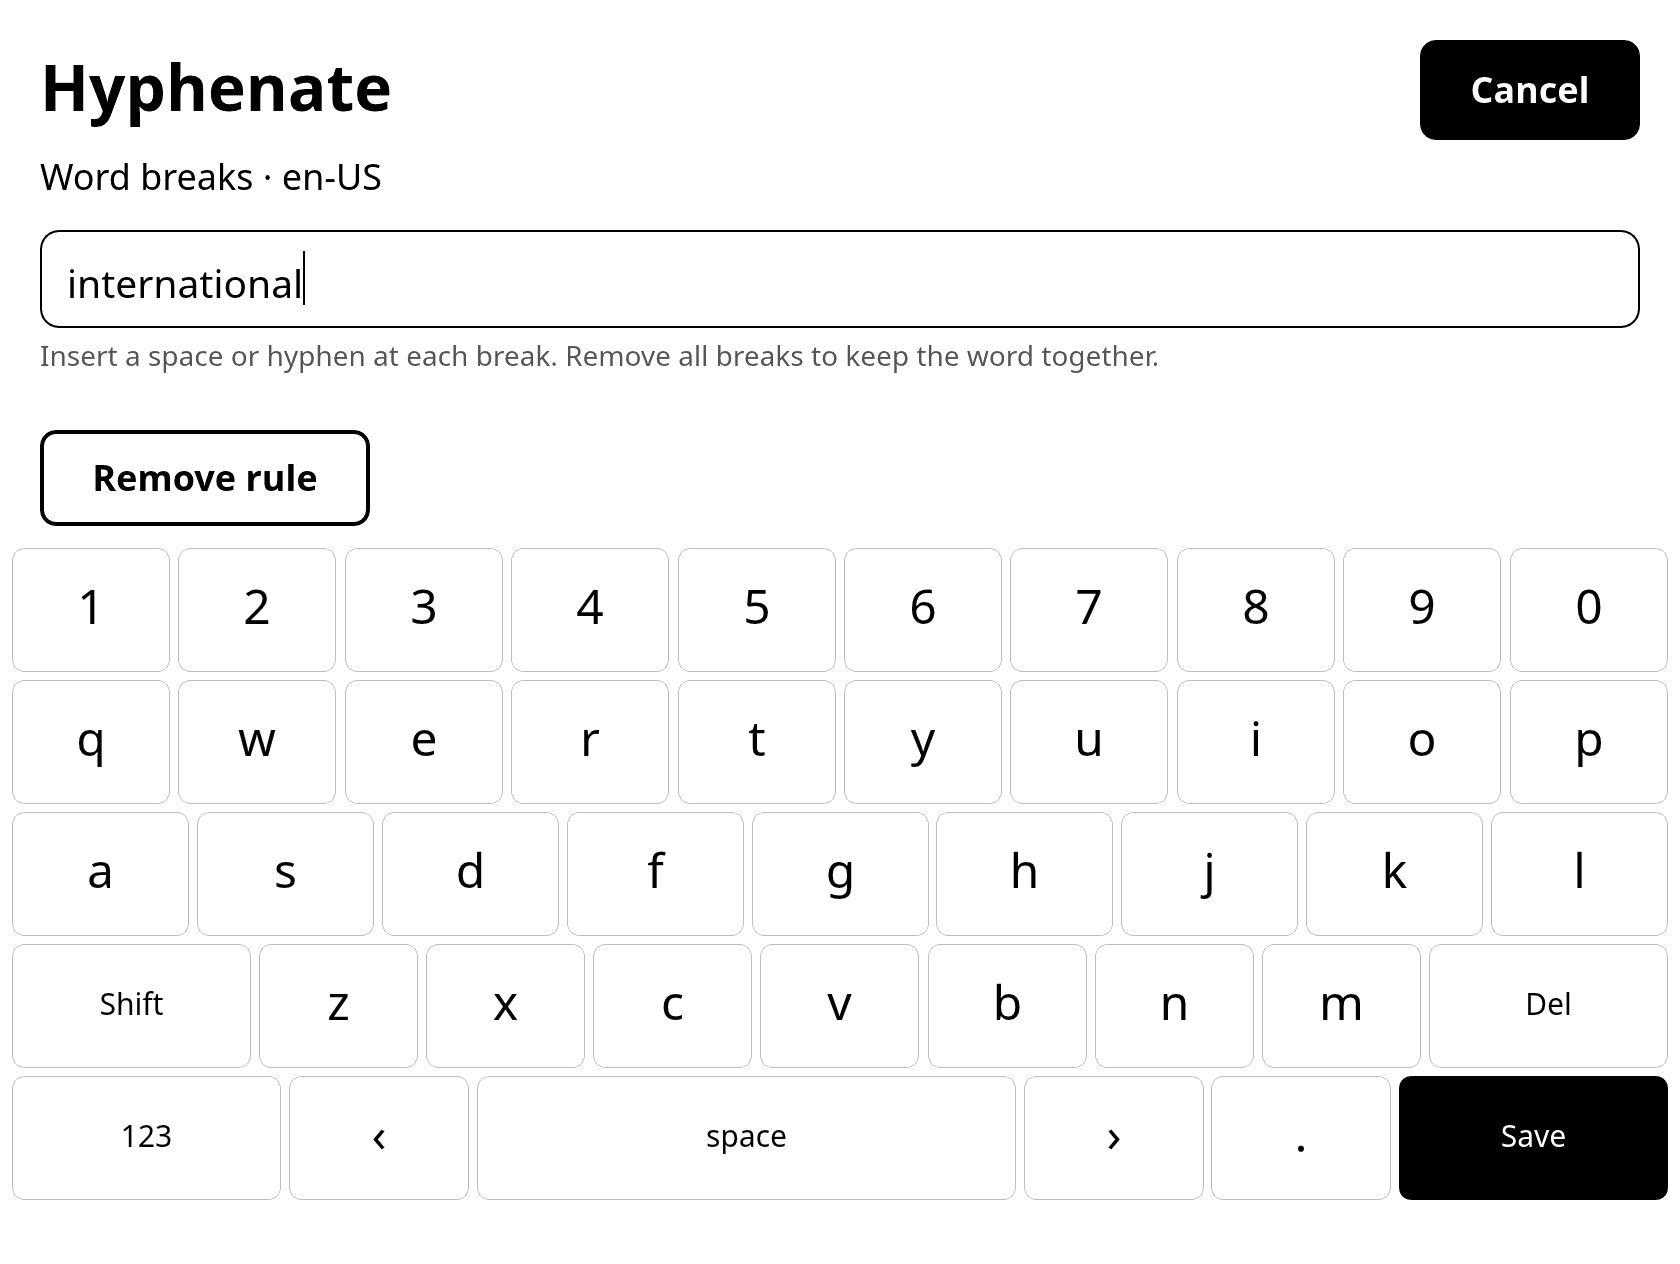 Hyphenate
Cancel
Word breaks · en-US
international
Insert a space or hyphen at each break. Remove all breaks to keep the word together.
Remove rule
1 2 3 4 5 6 7 8 9 0
q w e r t y u i o p
a s d f g h j k l
Shift z x c v b n m Del
123 ‹ space › . Save